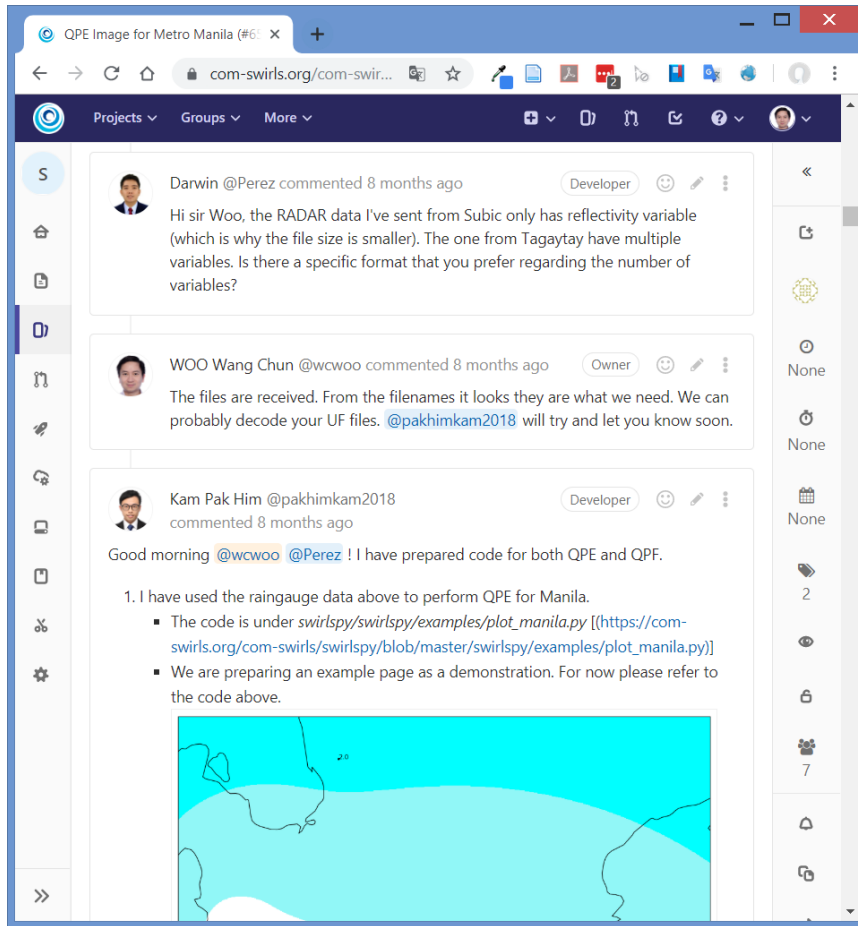 QPE Image for Metro Manila (#65
com-swirls.org/com-swir...
2
Projects
Groups
More
S
Darwin @Perez commented 8 months ago
Developer
Hi sir Woo, the RADAR data I've sent from Subic only has reflectivity variable
(which is why the file size is smaller). The one from Tagaytay have multiple
variables. Is there a specific format that you prefer regarding the number of
variables?
WOO Wang Chun @wcwoo commented 8 months ago
Owner
The files are received. From the filenames it looks they are what we need. We can
probably decode your UF files. @pakhimkam2018 will try and let you know soon.
Kam Pak Him @pakhimkam2018
commented 8 months ago
Developer
Good morning @wcwoo @Perez ! I have prepared code for both QPE and QPF.
1. I have used the raingauge data above to perform QPE for Manila.
▪ The code is under swirlspy/swirlspy/examples/plot_manila.py [(https://com-
swirls.org/com-swirls/swirlspy/blob/master/swirlspy/examples/plot_manila.py)]
▪ We are preparing an example page as a demonstration. For now please refer to
the code above.
2.0
None
None
None
2
7